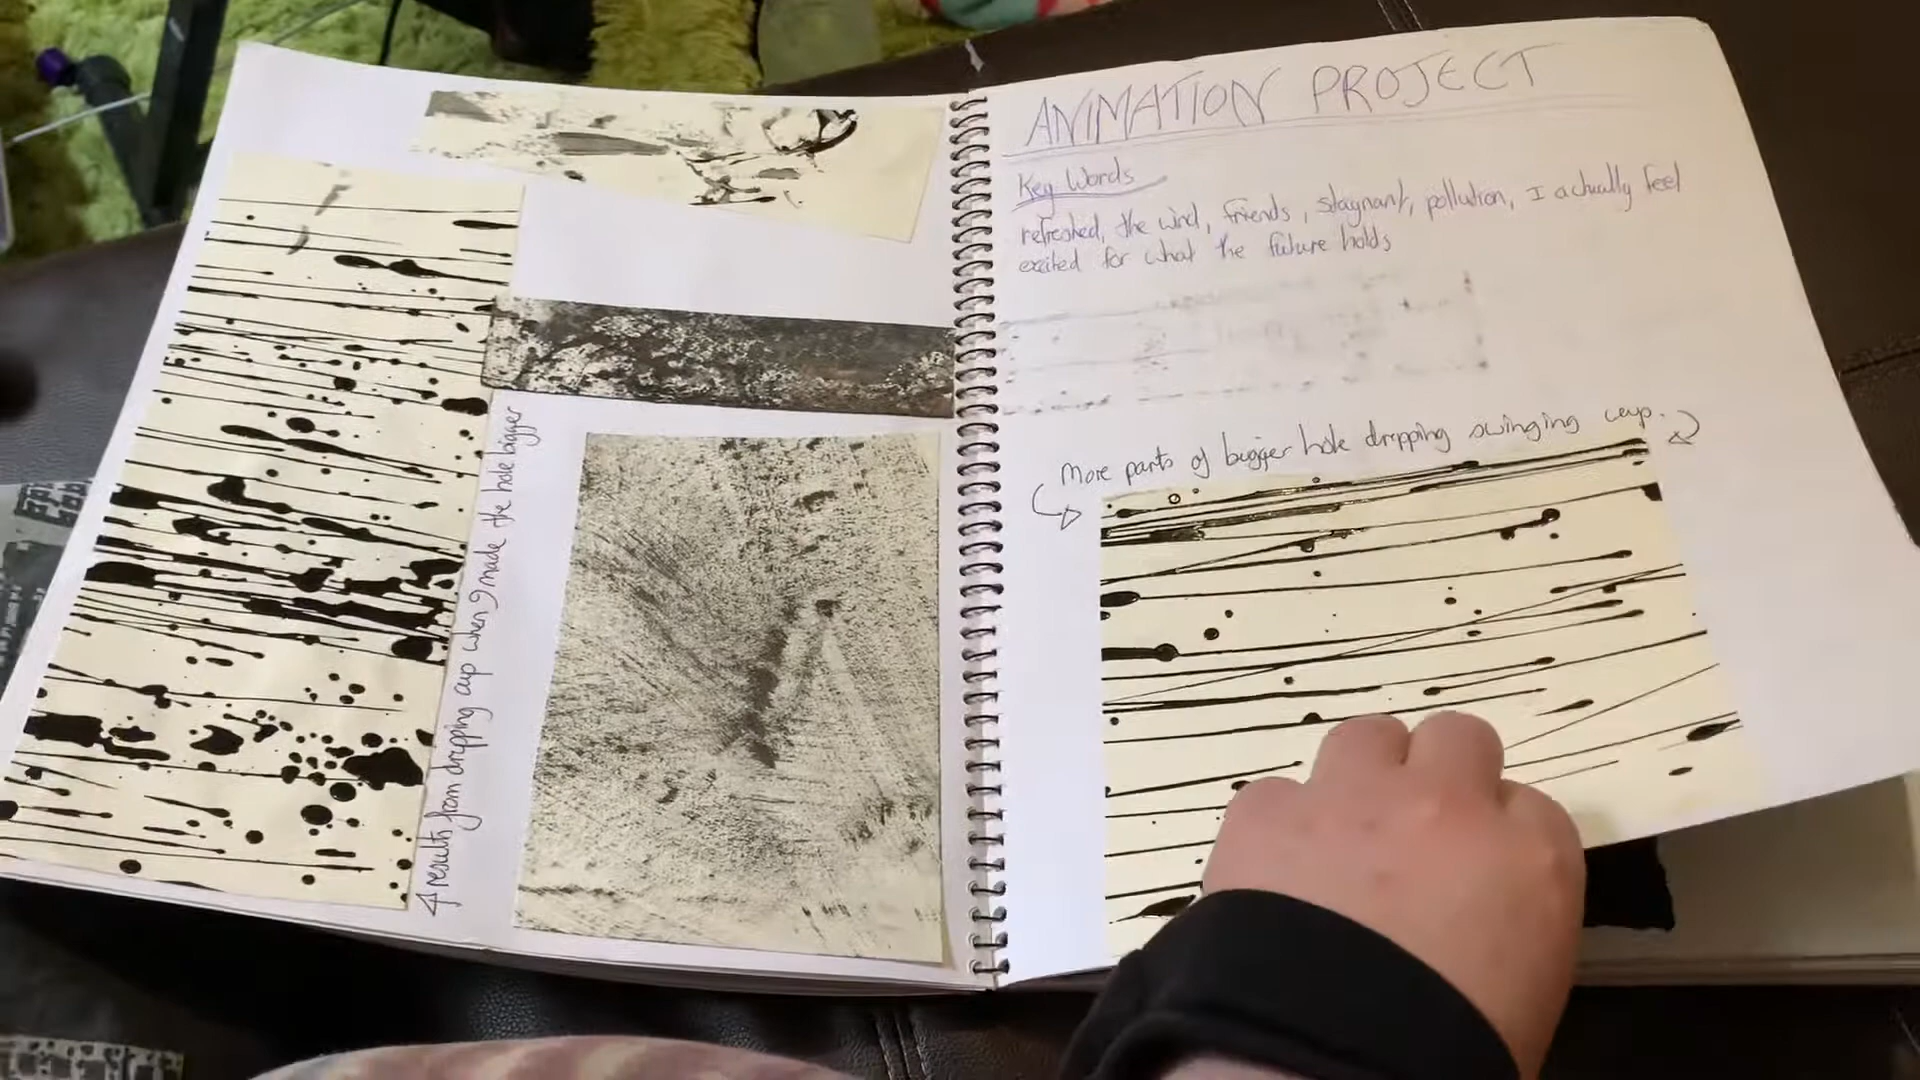 4 results from dripping cup when I made the hole bigger
ANIMATION PROJECT
Key Words
refreshed, the wind, friends, stagnant, pollution, I actually feel
excited for what the future holds
More parts of bigger hole dripping swinging cup.